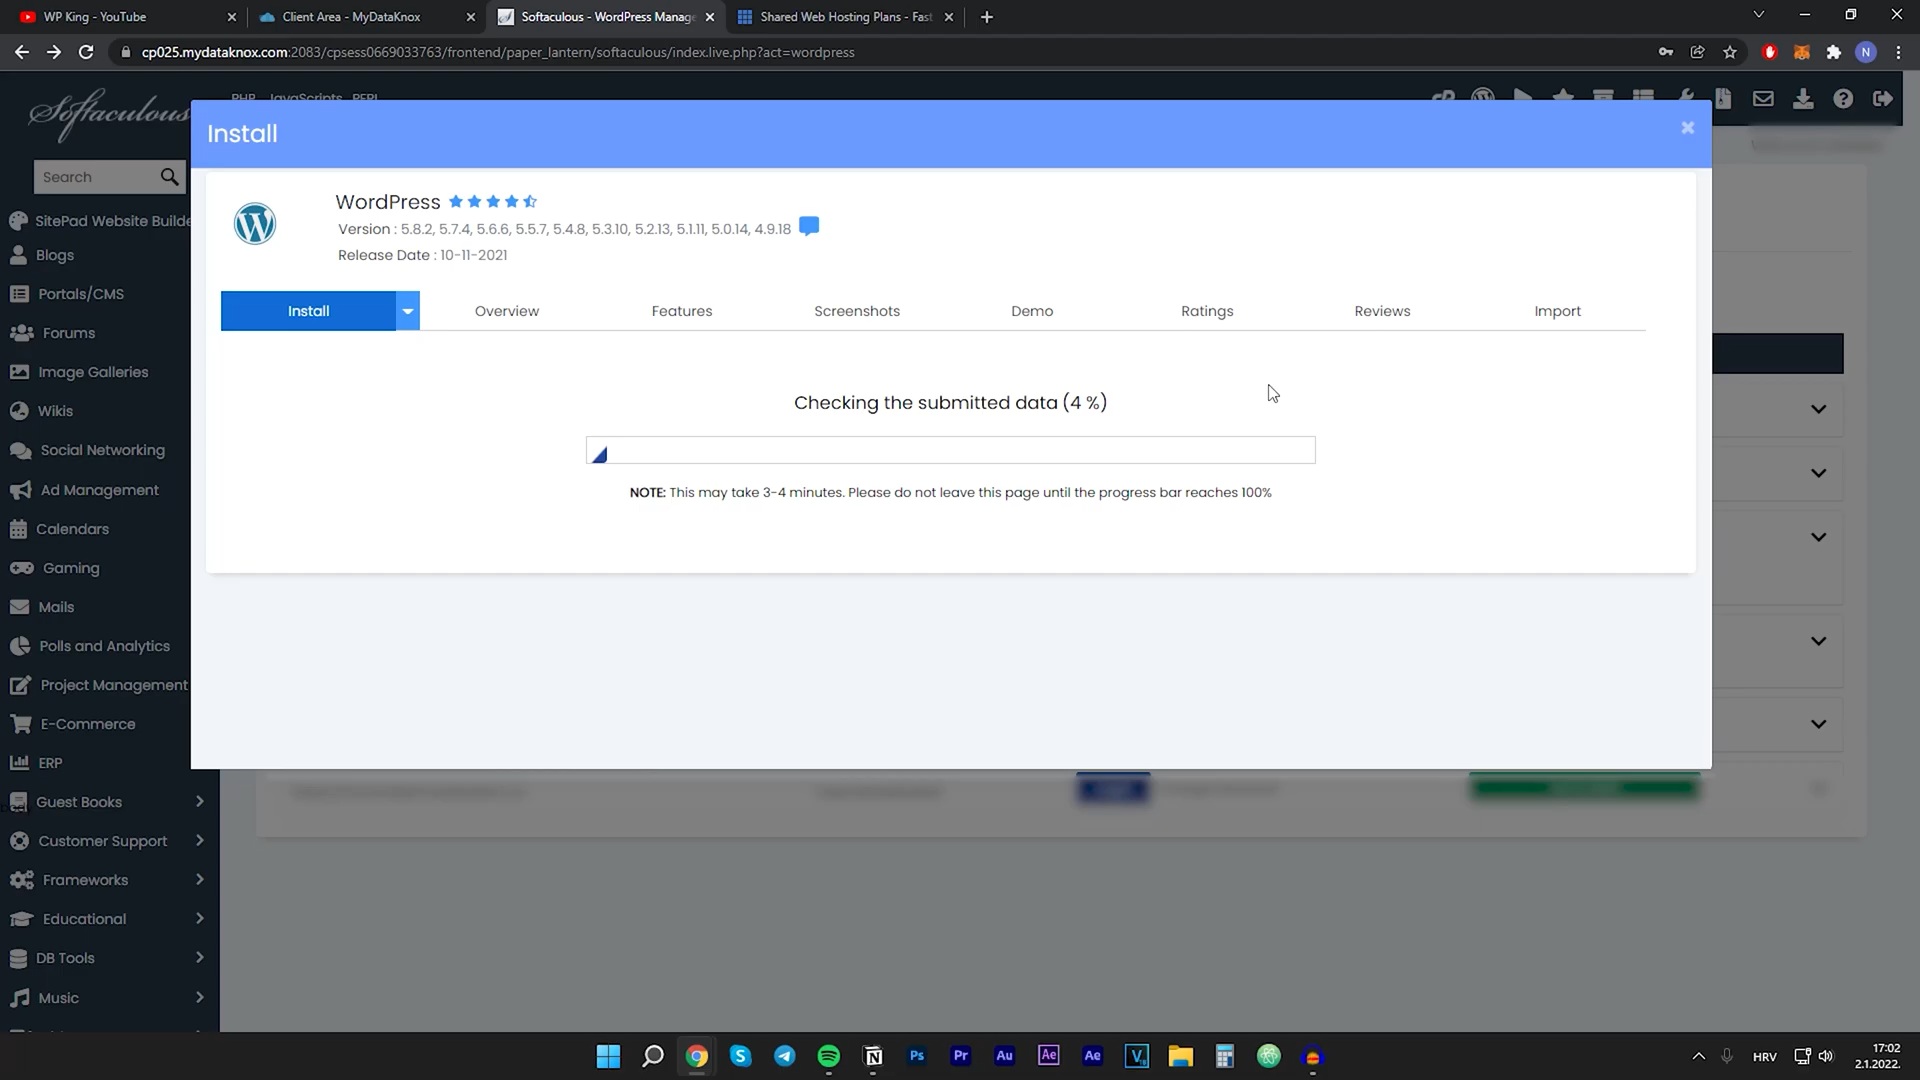 WP King - YouTube
Client Area - MyDataKnox
Softaculous - WordPress Manage
Shared Web Hosting Plans - Fast
cp025.mydataknox.com:2083/cpsess0669033763/frontend/paper_lantern/softaculous/index.live.php?act=wordpress
N
Softaculous
PHP JavaScripts PERL
Install
Search
WordPress
Version : 5.8.2, 5.7.4, 5.6.6, 5.5.7, 5.4.8, 5.3.10, 5.2.13, 5.1.11, 5.0.14, 4.9.18
Release Date : 10-11-2021
Install
Overview
Features
Screenshots
Demo
Ratings
Reviews
Import
Checking the submitted data (4 %)
NOTE: This may take 3-4 minutes. Please do not leave this page until the progress bar reaches 100%
SitePad Website Builde
Blogs
Portals/CMS
Forums
Image Galleries
Wikis
Social Networking
Ad Management
Calendars
Gaming
Mails
Polls and Analytics
Project Management
E-Commerce
ERP
Guest Books
Customer Support
Frameworks
Educational
DB Tools
Music
Ps
Pr
Au
Ae
Ae
V
HRV
17:02
2.1.2022.